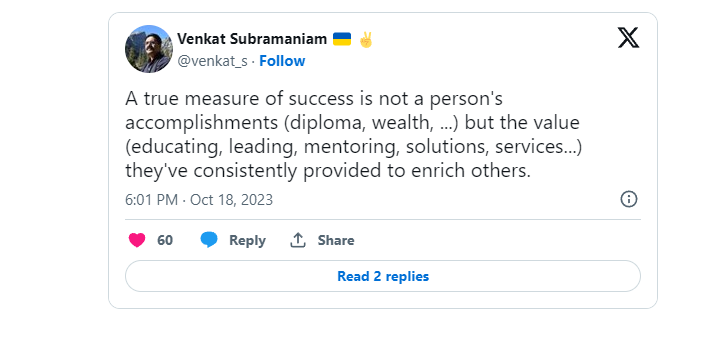 Venkat Subramaniam 🇺🇦 ✌️
@venkat_s · Follow
A true measure of success is not a person's
accomplishments (diploma, wealth, ...) but the value
(educating, leading, mentoring, solutions, services...)
they've consistently provided to enrich others.
6:01 PM · Oct 18, 2023
60 Reply Share
Read 2 replies